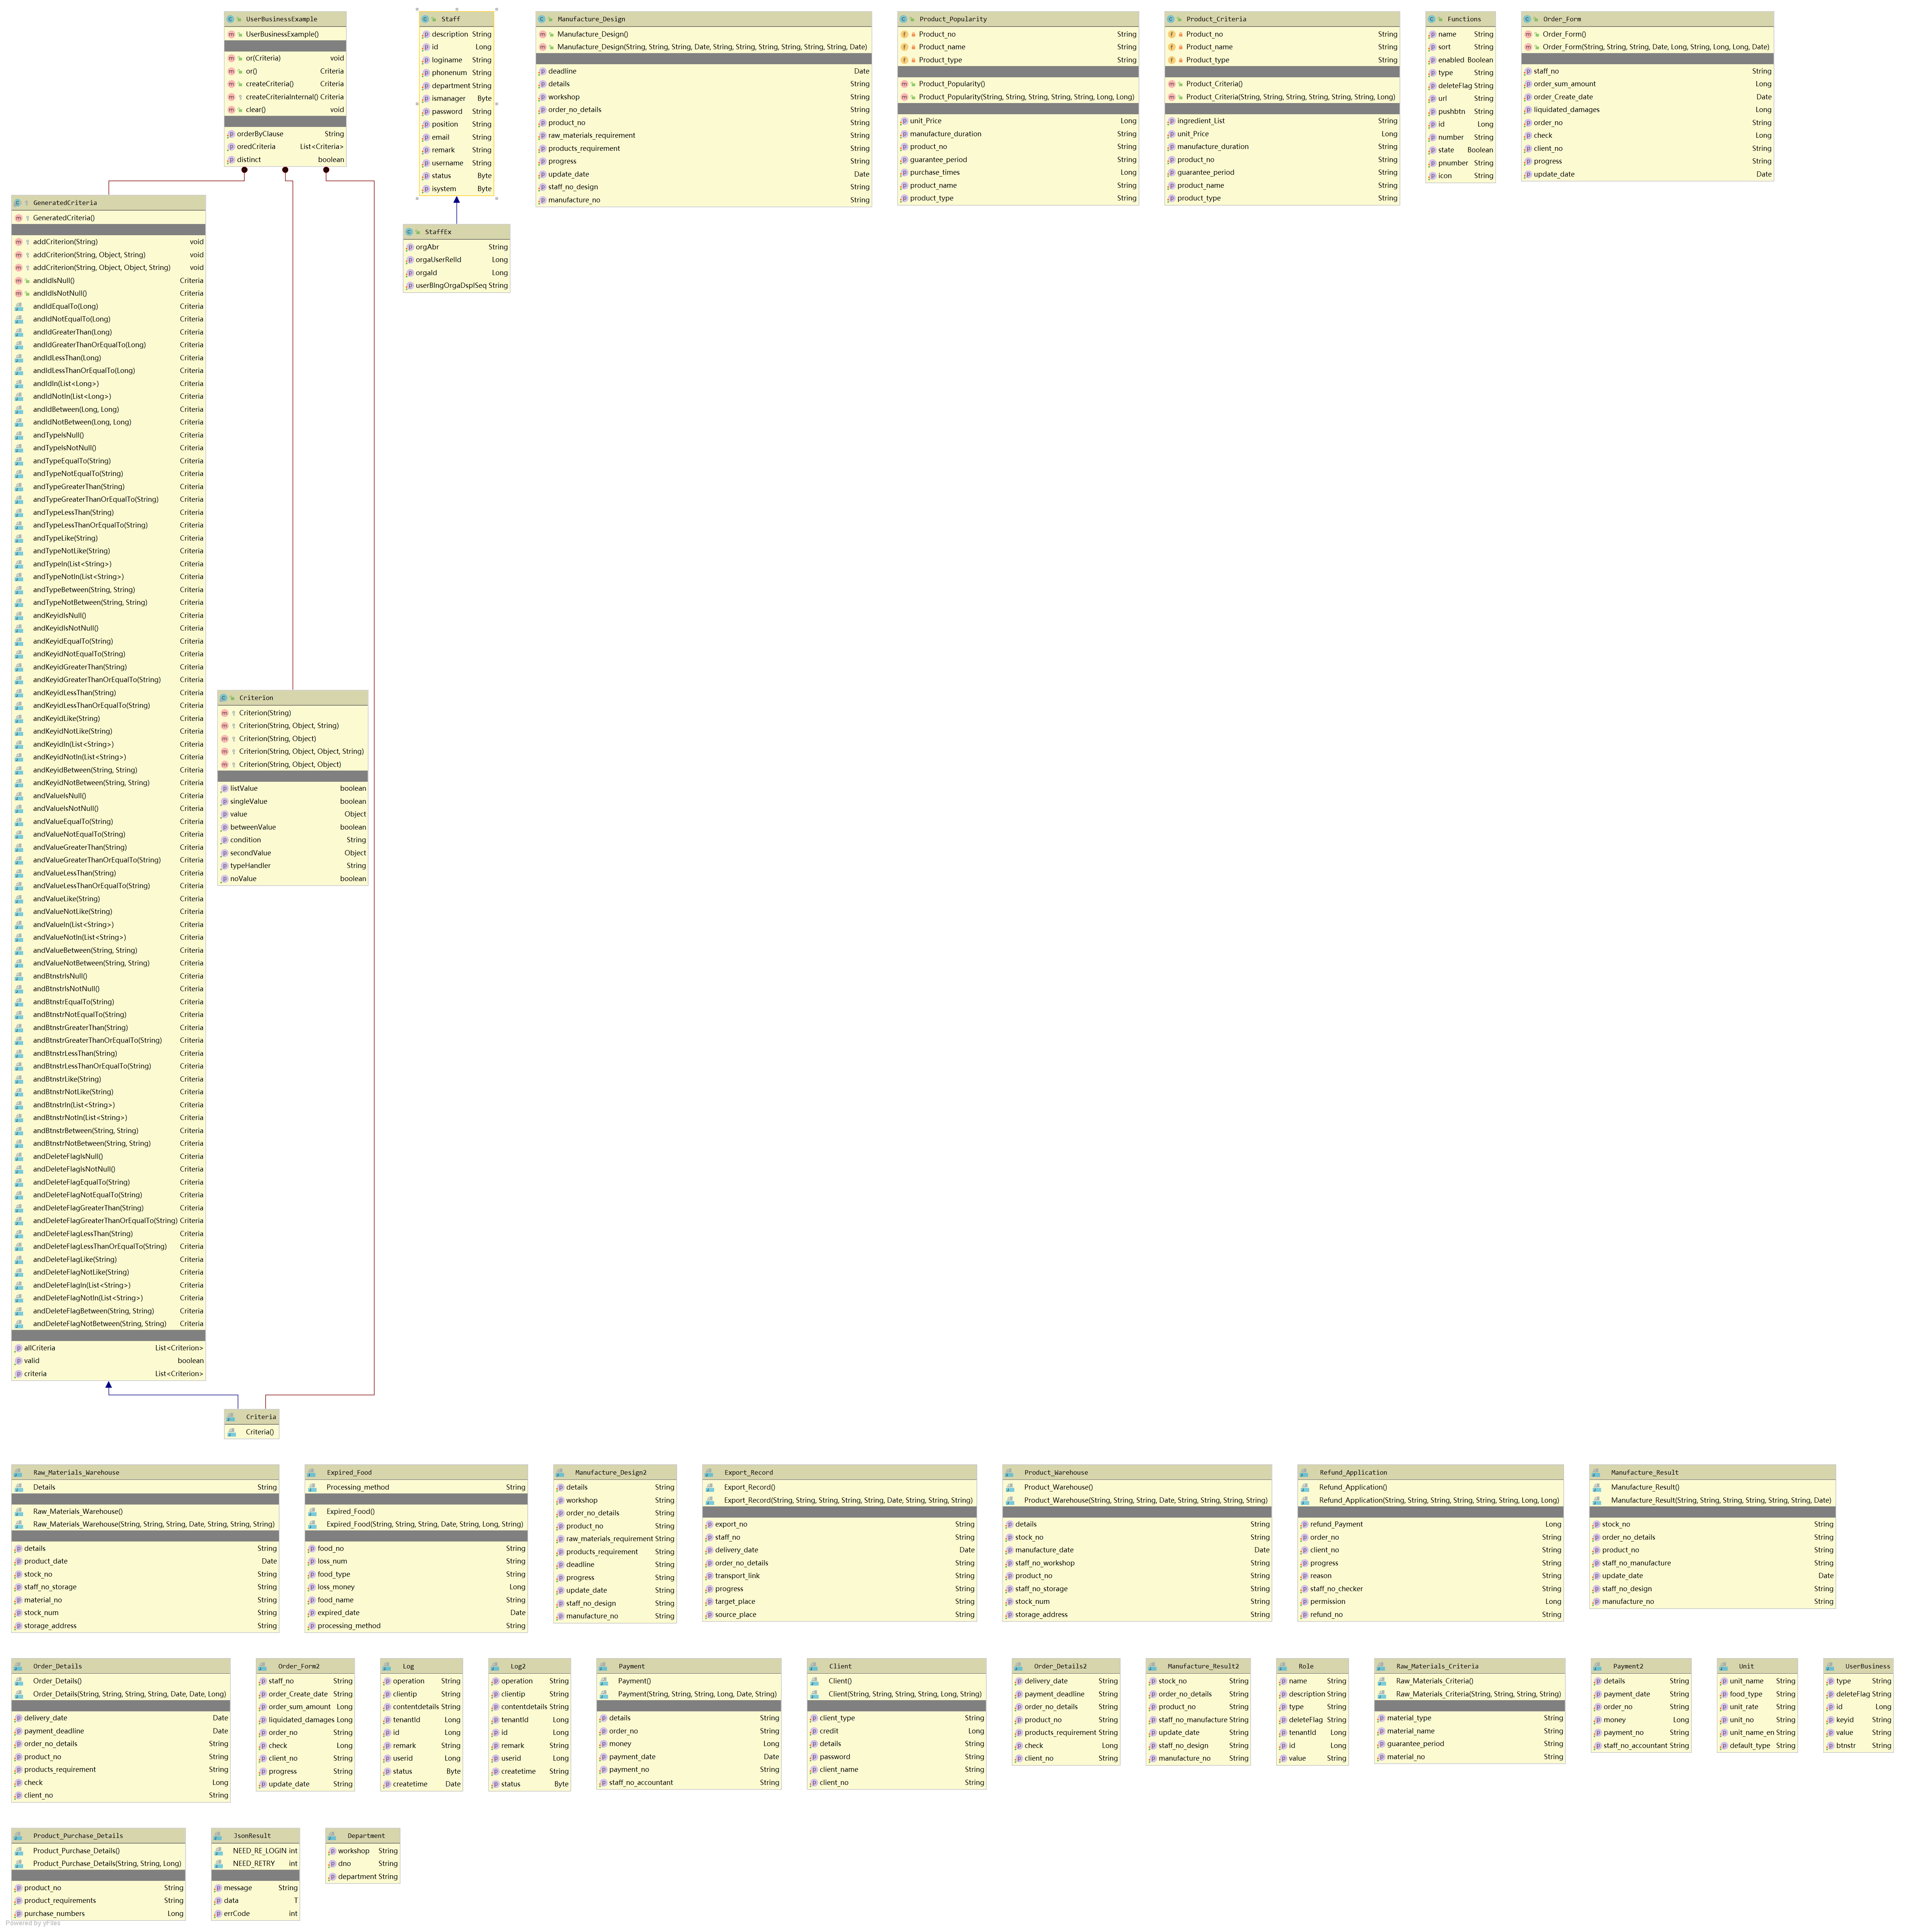 UserBusinessExample
UserBusinessExample()
or(Criteria) void
or() Criteria
createCriteria() Criteria
createCriteriaInternal() Criteria
clear() void
orderByClause String
oredCriteria List<Criteria>
distinct boolean
Staff
description String
id Long
loginame String
phonenum String
department String
ismanager Byte
password String
position String
email String
remark String
username String
status Byte
isystem Byte
Manufacture_Design
Manufacture_Design()
Manufacture_Design(String, String, String, Date, String, String, String, String, String, String, Date)
deadline Date
details String
workshop String
order_no_details String
product_no String
raw_materials_requirement String
products_requirement String
progress String
update_date Date
staff_no_design String
manufacture_no String
Product_Popularity
Product_no String
Product_name String
Product_type String
Product_Popularity()
Product_Popularity(String, String, String, String, String, Long, Long)
unit_Price Long
manufacture_duration String
product_no String
guarantee_period String
purchase_times Long
product_name String
product_type String
Product_Criteria
Product_no String
Product_name String
Product_type String
Product_Criteria()
Product_Criteria(String, String, String, String, String, String, Long)
ingredient_List String
unit_Price Long
manufacture_duration String
product_no String
guarantee_period String
product_name String
product_type String
Functions
name String
sort String
enabled Boolean
type String
deleteFlag String
url String
pushbtn String
id Long
number String
state Boolean
pnumber String
icon String
Order_Form
Order_Form()
Order_Form(String, String, String, Date, Long, String, Long, Long, Date)
staff_no String
order_sum_amount Long
order_Create_date Date
liquidated_damages Long
order_no String
check Long
client_no String
progress String
update_date Date
GeneratedCriteria
GeneratedCriteria()
addCriterion(String) void
addCriterion(String, Object, String) void
addCriterion(String, Object, Object, String) void
andIdIsNull() Criteria
andIdIsNotNull() Criteria
andIdEqualTo(Long) Criteria
andIdNotEqualTo(Long) Criteria
andIdGreaterThan(Long) Criteria
andIdGreaterThanOrEqualTo(Long) Criteria
andIdLessThan(Long) Criteria
andIdLessThanOrEqualTo(Long) Criteria
andIdIn(List<Long>) Criteria
andIdNotIn(List<Long>) Criteria
andIdBetween(Long, Long) Criteria
andIdNotBetween(Long, Long) Criteria
andTypeIsNull() Criteria
andTypeIsNotNull() Criteria
andTypeEqualTo(String) Criteria
andTypeNotEqualTo(String) Criteria
andTypeGreaterThan(String) Criteria
andTypeGreaterThanOrEqualTo(String) Criteria
andTypeLessThan(String) Criteria
andTypeLessThanOrEqualTo(String) Criteria
andTypeLike(String) Criteria
andTypeNotLike(String) Criteria
andTypeIn(List<String>) Criteria
andTypeNotIn(List<String>) Criteria
andTypeBetween(String, String) Criteria
andTypeNotBetween(String, String) Criteria
andKeyidIsNull() Criteria
andKeyidIsNotNull() Criteria
andKeyidEqualTo(String) Criteria
andKeyidNotEqualTo(String) Criteria
andKeyidGreaterThan(String) Criteria
andKeyidGreaterThanOrEqualTo(String) Criteria
andKeyidLessThan(String) Criteria
andKeyidLessThanOrEqualTo(String) Criteria
andKeyidLike(String) Criteria
andKeyidNotLike(String) Criteria
andKeyidIn(List<String>) Criteria
andKeyidNotIn(List<String>) Criteria
andKeyidBetween(String, String) Criteria
andKeyidNotBetween(String, String) Criteria
andValueIsNull() Criteria
andValueIsNotNull() Criteria
andValueEqualTo(String) Criteria
andValueNotEqualTo(String) Criteria
andValueGreaterThan(String) Criteria
andValueGreaterThanOrEqualTo(String) Criteria
andValueLessThan(String) Criteria
andValueLessThanOrEqualTo(String) Criteria
andValueLike(String) Criteria
andValueNotLike(String) Criteria
andValueIn(List<String>) Criteria
andValueNotIn(List<String>) Criteria
andValueBetween(String, String) Criteria
andValueNotBetween(String, String) Criteria
andBtnstrIsNull() Criteria
andBtnstrIsNotNull() Criteria
andBtnstrEqualTo(String) Criteria
andBtnstrNotEqualTo(String) Criteria
andBtnstrGreaterThan(String) Criteria
andBtnstrGreaterThanOrEqualTo(String) Criteria
andBtnstrLessThan(String) Criteria
andBtnstrLessThanOrEqualTo(String) Criteria
andBtnstrLike(String) Criteria
andBtnstrNotLike(String) Criteria
andBtnstrIn(List<String>) Criteria
andBtnstrNotIn(List<String>) Criteria
andBtnstrBetween(String, String) Criteria
andBtnstrNotBetween(String, String) Criteria
andDeleteFlagIsNull() Criteria
andDeleteFlagIsNotNull() Criteria
andDeleteFlagEqualTo(String) Criteria
andDeleteFlagNotEqualTo(String) Criteria
andDeleteFlagGreaterThan(String) Criteria
andDeleteFlagGreaterThanOrEqualTo(String) Criteria
andDeleteFlagLessThan(String) Criteria
andDeleteFlagLessThanOrEqualTo(String) Criteria
andDeleteFlagLike(String) Criteria
andDeleteFlagNotLike(String) Criteria
andDeleteFlagIn(List<String>) Criteria
andDeleteFlagNotIn(List<String>) Criteria
andDeleteFlagBetween(String, String) Criteria
andDeleteFlagNotBetween(String, String) Criteria
allCriteria List<Criterion>
valid boolean
criteria List<Criterion>
StaffEx
orgAbr String
orgaUserRelId Long
orgaId Long
userBlngOrgaDsplSeq String
Criterion
Criterion(String)
Criterion(String, Object, String)
Criterion(String, Object)
Criterion(String, Object, Object, String)
Criterion(String, Object, Object)
listValue boolean
singleValue boolean
value Object
betweenValue boolean
condition String
secondValue Object
typeHandler String
noValue boolean
Criteria
Criteria()
Raw_Materials_Warehouse
Details String
Raw_Materials_Warehouse()
Raw_Materials_Warehouse(String, String, String, Date, String, String, String, String)
details String
product_date Date
stock_no String
staff_no_storage String
material_no String
stock_num String
storage_address String
Expired_Food
Processing_method String
Expired_Food()
Expired_Food(String, String, String, Date, String, Long, String)
food_no String
loss_num String
food_type String
loss_money Long
food_name String
expired_date Date
processing_method String
Manufacture_Design2
details String
workshop String
order_no_details String
product_no String
raw_materials_requirement String
products_requirement String
deadline String
progress String
update_date String
staff_no_design String
manufacture_no String
Export_Record
Export_Record()
Export_Record(String, String, String, String, String, Date, String, String, String)
export_no String
staff_no String
delivery_date Date
order_no_details String
transport_link String
progress String
target_place String
source_place String
Product_Warehouse
Product_Warehouse()
Product_Warehouse(String, String, String, Date, String, String, String, String, String)
details String
stock_no String
manufacture_date Date
staff_no_workshop String
product_no String
staff_no_storage String
stock_num String
storage_address String
Refund_Application
Refund_Application()
Refund_Application(String, String, String, String, String, String, Long, Long)
refund_Payment Long
order_no String
client_no String
progress String
reason String
staff_no_checker String
permission Long
refund_no String
Manufacture_Result
Manufacture_Result()
Manufacture_Result(String, String, String, String, String, String, Date)
stock_no String
order_no_details String
product_no String
staff_no_manufacture String
update_date Date
staff_no_design String
manufacture_no String
Order_Details
Order_Details()
Order_Details(String, String, String, String, Date, Date, Long)
delivery_date Date
payment_deadline Date
order_no_details String
product_no String
products_requirement String
check Long
client_no String
Order_Form2
staff_no String
order_Create_date String
order_sum_amount Long
liquidated_damages Long
order_no String
check Long
client_no String
progress String
update_date String
Log
operation String
clientip String
contentdetails String
tenantId Long
id Long
remark String
userid Long
status Byte
createtime Date
Log2
operation String
clientip String
contentdetails String
tenantId Long
id Long
remark String
userid Long
createtime String
status Byte
Payment
Payment()
Payment(String, String, String, Long, Date, String)
details String
order_no String
money Long
payment_date Date
payment_no String
staff_no_accountant String
Client
Client()
Client(String, String, String, String, Long, String)
client_type String
credit Long
details String
password String
client_name String
client_no String
Order_Details2
delivery_date String
payment_deadline String
order_no_details String
product_no String
products_requirement String
check Long
client_no String
Manufacture_Result2
stock_no String
order_no_details String
product_no String
staff_no_manufacture String
update_date String
staff_no_design String
manufacture_no String
Role
name String
description String
type String
deleteFlag String
tenantId Long
id Long
value String
Raw_Materials_Criteria
Raw_Materials_Criteria()
Raw_Materials_Criteria(String, String, String, String)
material_type String
material_name String
guarantee_period String
material_no String
Payment2
details String
payment_date String
order_no String
money Long
payment_no String
staff_no_accountant String
Unit
unit_name String
food_type String
unit_rate String
unit_no String
unit_name_en String
default_type String
UserBusiness
type String
deleteFlag String
id Long
keyid String
value String
btnstr String
Product_Purchase_Details
Product_Purchase_Details()
Product_Purchase_Details(String, String, Long)
product_no String
product_requirements String
purchase_numbers Long
JsonResult
NEED_RE_LOGIN int
NEED_RETRY int
message String
data T
errCode int
Department
workshop String
dno String
department String
Powered by yFiles